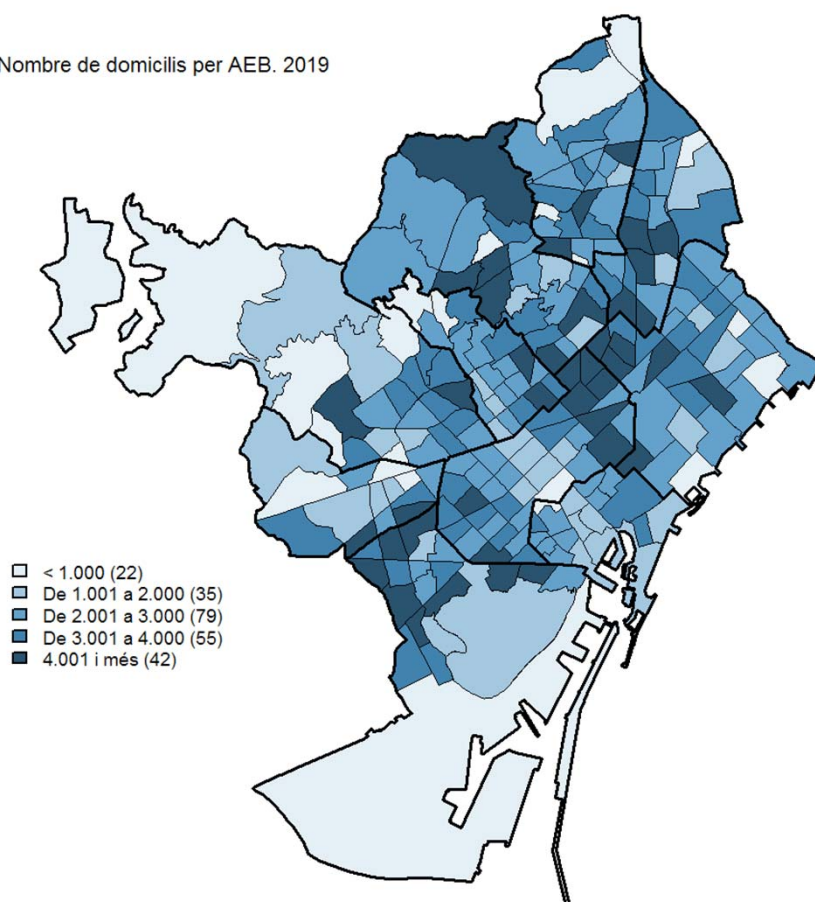 Nombre de domicilis per AEB. 2019
< 1.000 (22)
De 1.001 a 2.000 (35)
De 2.001 a 3.000 (79)
De 3.001 a 4.000 (55)
4.001 i més (42)